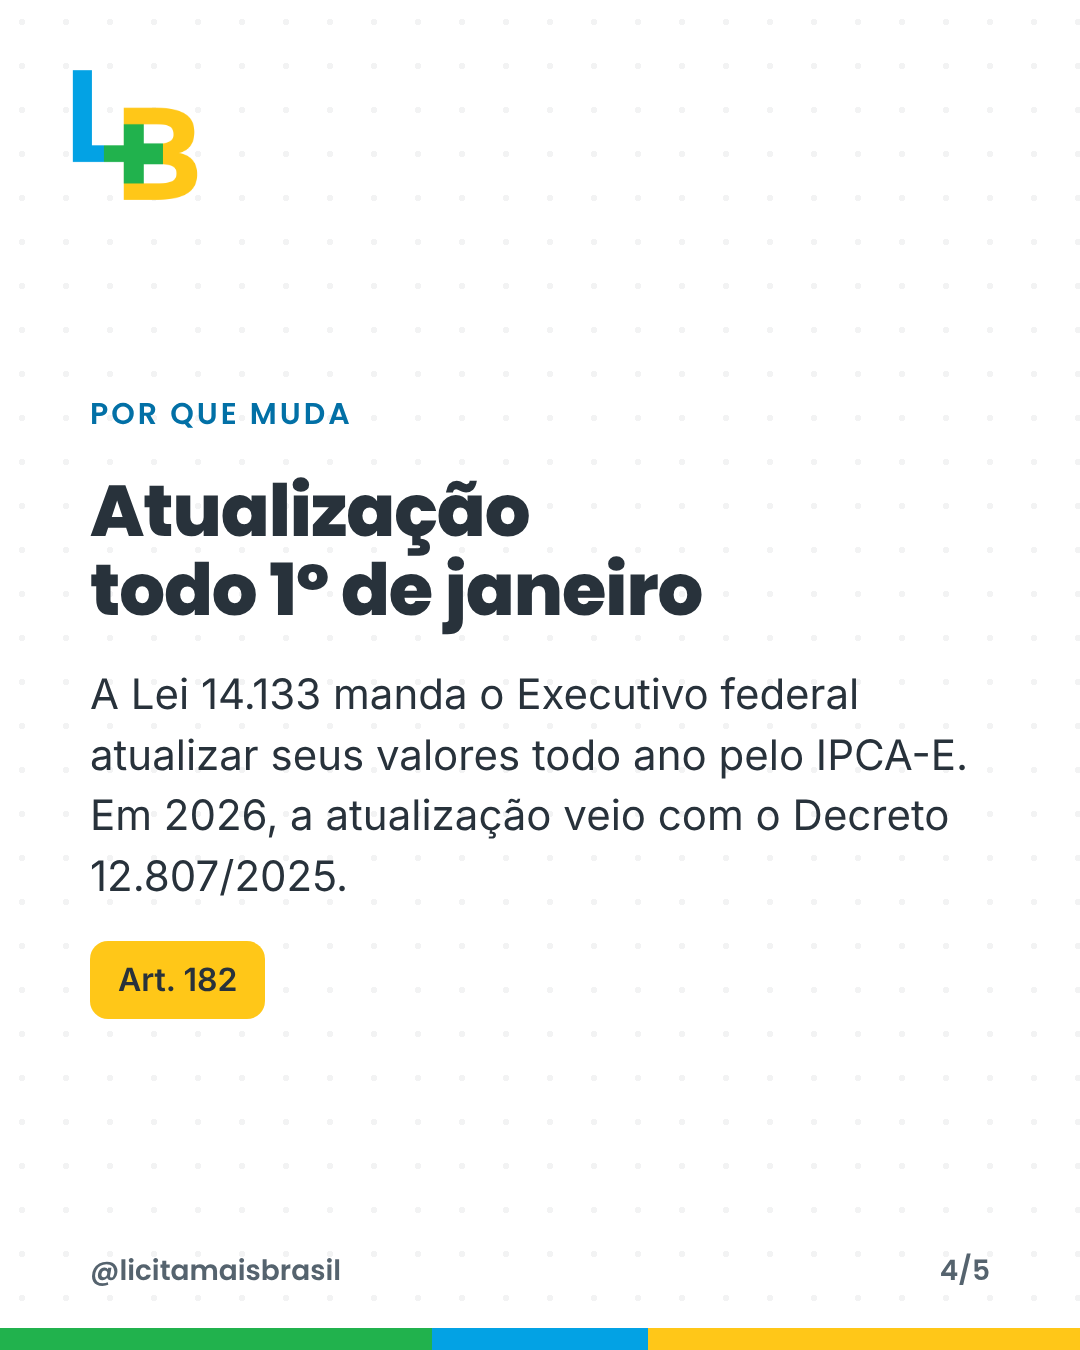 L+B
POR QUE MUDA
Atualização
todo 1º de janeiro
A Lei 14.133 manda o Executivo federal
atualizar seus valores todo ano pelo IPCA-E.
Em 2026, a atualização veio com o Decreto
12.807/2025.
Art. 182
@licitamaisbrasil
4/5